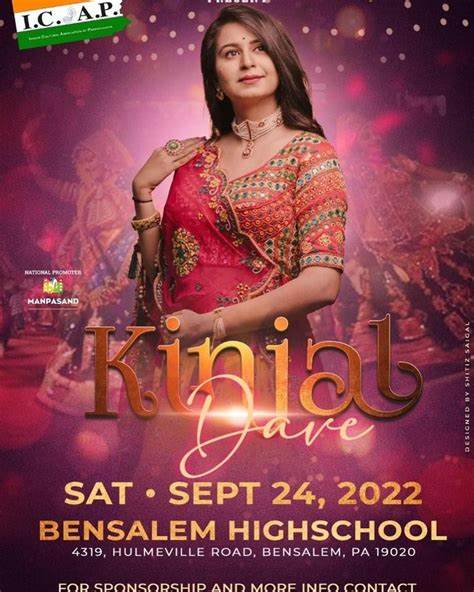 PRESENT
I.C.A.P.
NATIONAL PROMOTER
MANPASAND
Kinjal
Dave
DESIGNED BY SHITIZ SAIGAL
SAT • SEPT 24, 2022
BENSALEM HIGHSCHOOL
4319, HULMEVILLE ROAD, BENSALEM, PA 19020
FOR SPONSORSHIP AND MORE INFO CONTACT